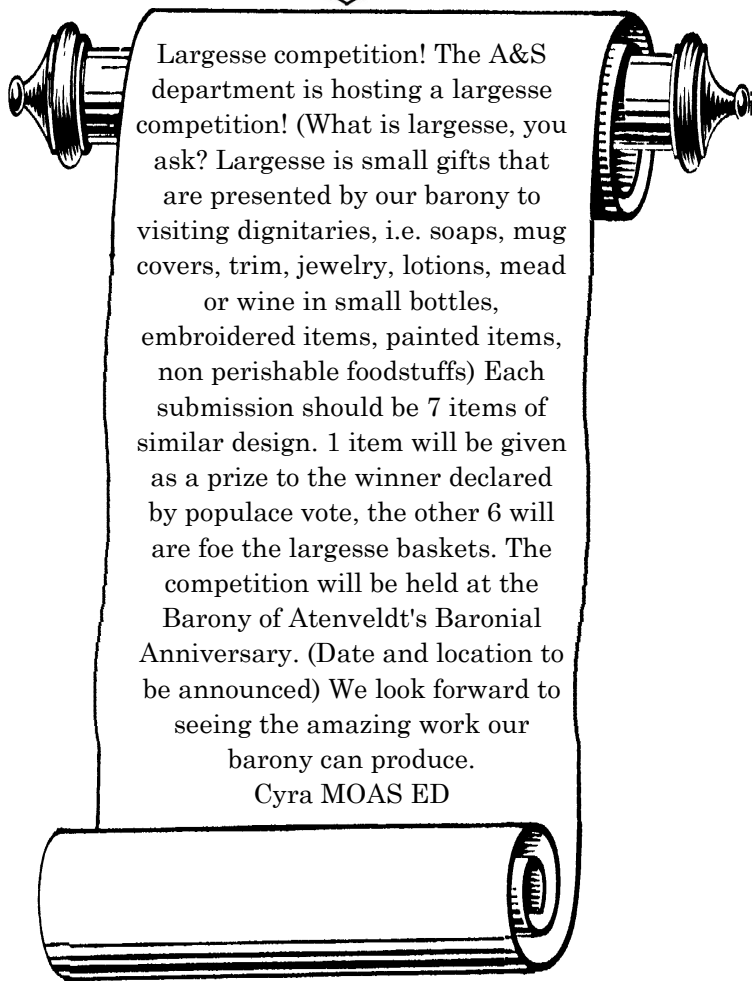 Largesse competition! The A&S
department is hosting a largesse
competition! (What is largesse, you
ask? Largesse is small gifts that
are presented by our barony to
visiting dignitaries, i.e. soaps, mug
covers, trim, jewelry, lotions, mead
or wine in small bottles,
embroidered items, painted items,
non perishable foodstuffs) Each
submission should be 7 items of
similar design. 1 item will be given
as a prize to the winner declared
by populace vote, the other 6 will
are foe the largesse baskets. The
competition will be held at the
Barony of Atenveldt's Baronial
Anniversary. (Date and location to
be announced) We look forward to
seeing the amazing work our
barony can produce.
Cyra MOAS ED